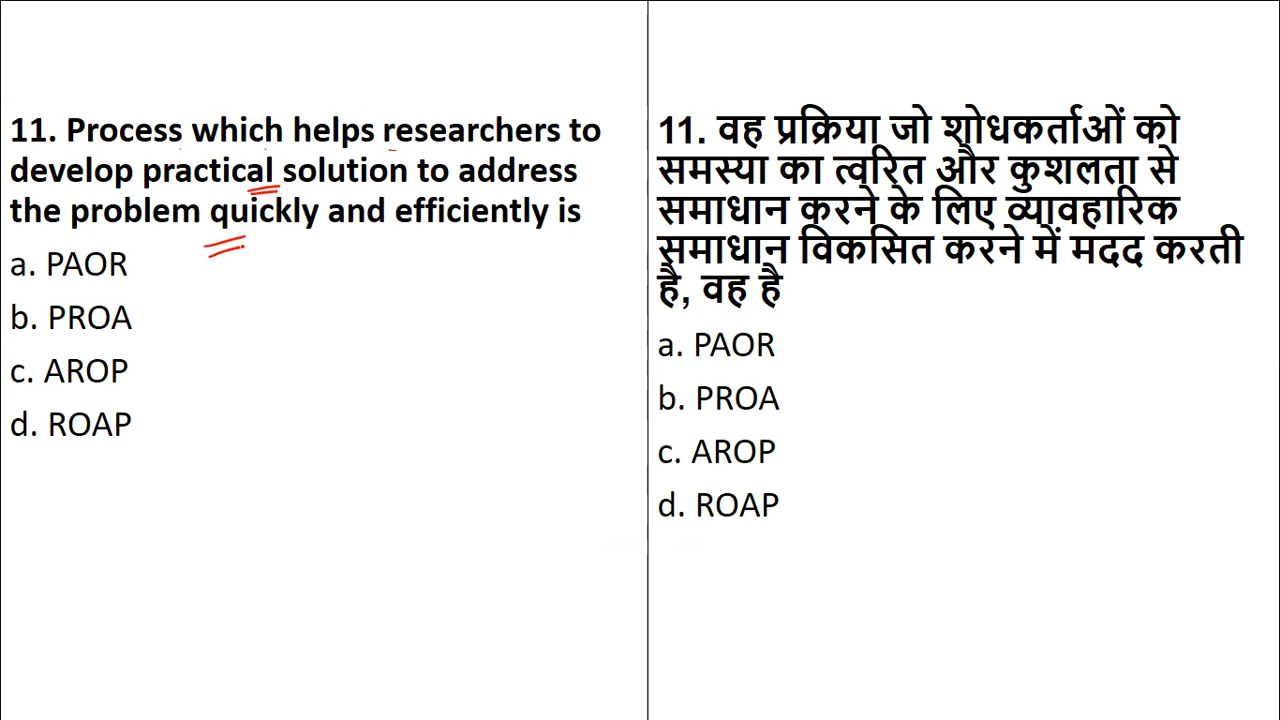 11. Process which helps researchers to
develop practical solution to address
the problem quickly and efficiently is
a. PAOR
b. PROA
c. AROP
d. ROAP
11. वह प्रक्रिया जो शोधकर्ताओं को
समस्या का त्वरित और कुशलता से
समाधान करने के लिए व्यावहारिक
समाधान विकसित करने में मदद करती
है, वह है
a. PAOR
b. PROA
c. AROP
d. ROAP